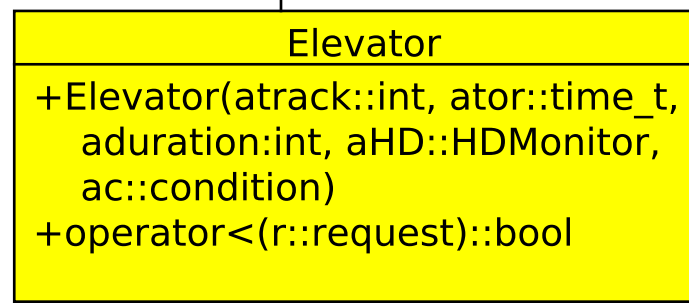 Elevator
+Elevator(atrack::int, ator::time_t,
aduration:int, aHD::HDMonitor,
ac::condition)
+operator<(r::request)::bool